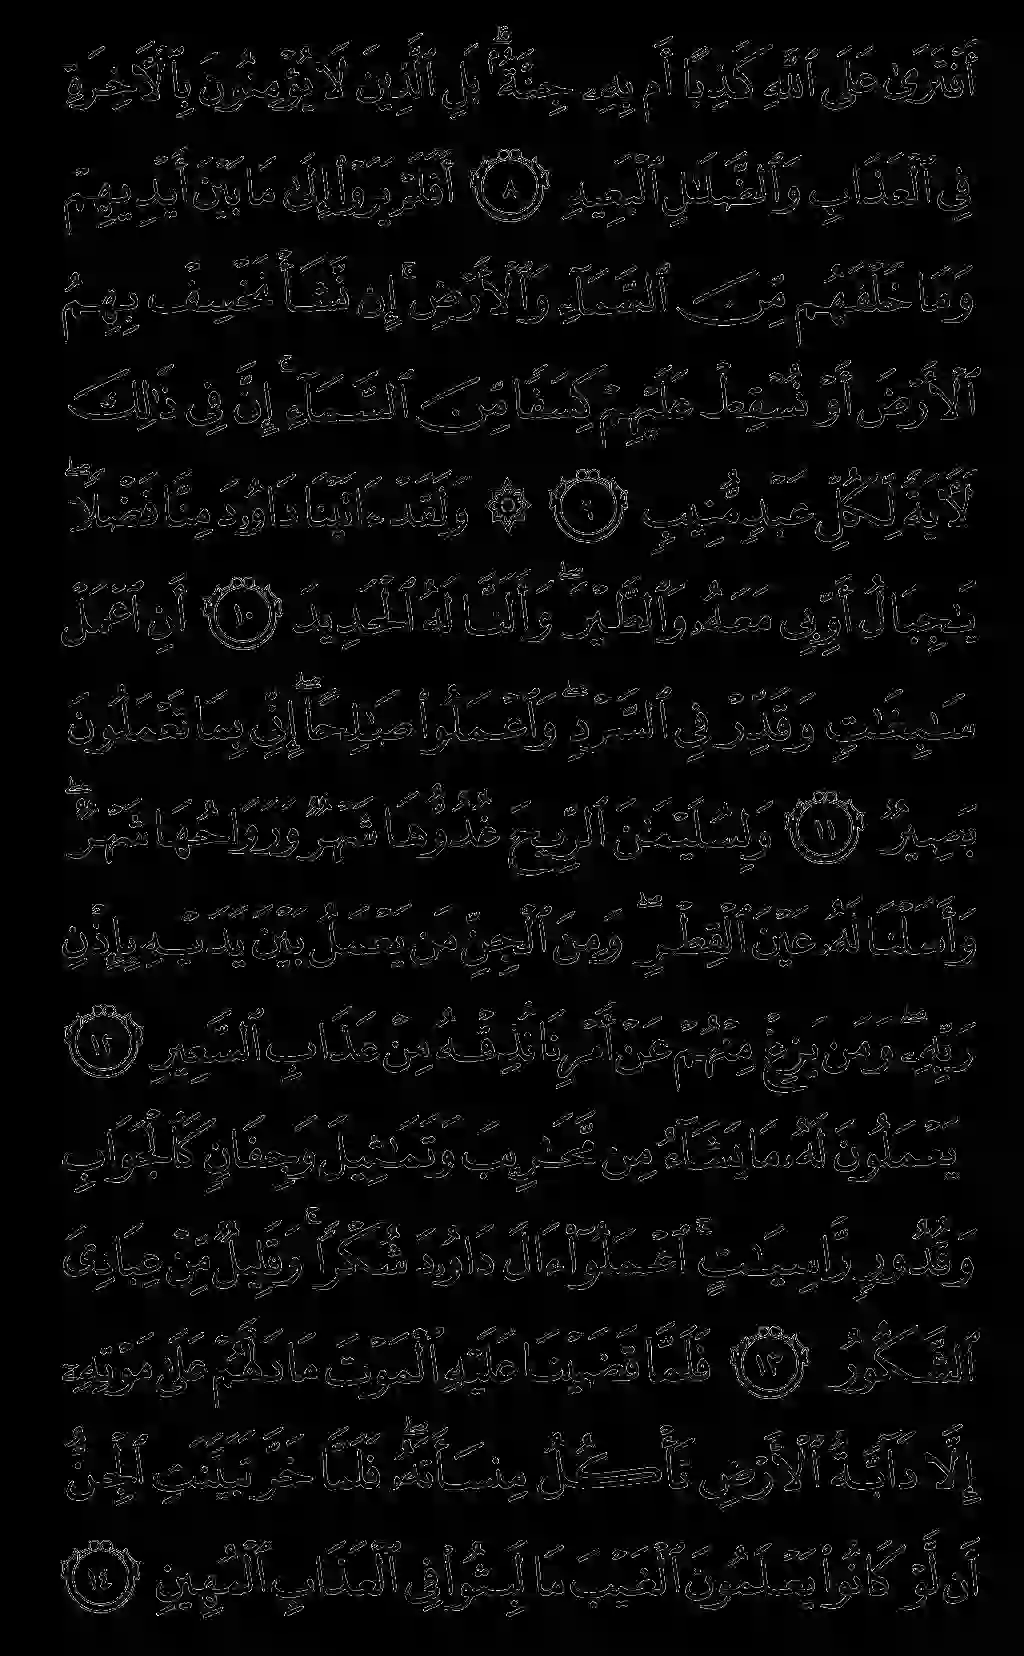 أَفْتَرَىٰ عَلَى ٱللَّهِ كَذِبًا أَم بِهِۦ جِنَّةٌۢ ۗ بَلِ ٱلَّذِينَ لَا يُؤْمِنُونَ بِٱلْـَٔاخِرَةِ
فِى ٱلْعَذَابِ وَٱلضَّلَـٰلِ ٱلْبَعِيدِ ٨ أَفَلَمْ يَرَوْا۟ إِلَىٰ مَا بَيْنَ أَيْدِيهِمْ
وَمَا خَلْفَهُم مِّنَ ٱلسَّمَآءِ وَٱلْأَرْضِ ۚ إِن نَّشَأْ نَخْسِفْ بِهِمُ
ٱلْأَرْضَ أَوْ نُسْقِطْ عَلَيْهِمْ كِسَفًا مِّنَ ٱلسَّمَآءِ ۚ إِنَّ فِى ذَٰلِكَ
لَـَٔايَةً لِّكُلِّ عَبْدٍ مُّنِيبٍ ٩ ۞ وَلَقَدْ ءَاتَيْنَا دَاوُۥدَ مِنَّا فَضْلًا ۖ
يَـٰجِبَالُ أَوِّبِى مَعَهُۥ وَٱلطَّيْرَ ۖ وَأَلَنَّا لَهُ ٱلْحَدِيدَ ١٠ أَنِ ٱعْمَلْ
سَـٰبِغَـٰتٍ وَقَدِّرْ فِى ٱلسَّرْدِ ۖ وَٱعْمَلُوا۟ صَـٰلِحًا ۖ إِنِّى بِمَا تَعْمَلُونَ
بَصِيرٌ ١١ وَلِسُلَيْمَـٰنَ ٱلرِّيحَ غُدُوُّهَا شَهْرٌ وَرَوَاحُهَا شَهْرٌ ۖ
وَأَسَلْنَا لَهُۥ عَيْنَ ٱلْقِطْرِ ۖ وَمِنَ ٱلْجِنِّ مَن يَعْمَلُ بَيْنَ يَدَيْهِ بِإِذْنِ
رَبِّهِۦ ۖ وَمَن يَزِغْ مِنْهُمْ عَنْ أَمْرِنَا نُذِقْهُ مِنْ عَذَابِ ٱلسَّعِيرِ ١٢
يَعْمَلُونَ لَهُۥ مَا يَشَآءُ مِن مَّحَـٰرِيبَ وَتَمَـٰثِيلَ وَجِفَانٍ كَٱلْجَوَابِ
وَقُدُورٍ رَّاسِيَـٰتٍ ۚ ٱعْمَلُوٓا۟ ءَالَ دَاوُۥدَ شُكْرًا ۚ وَقَلِيلٌ مِّنْ عِبَادِىَ
ٱلشَّكُورُ ١٣ فَلَمَّا قَضَيْنَا عَلَيْهِ ٱلْمَوْتَ مَا دَلَّهُمْ عَلَىٰ مَوْتِهِۦٓ
إِلَّا دَآبَّةُ ٱلْأَرْضِ تَأْكُلُ مِنسَأَتَهُۥ ۖ فَلَمَّا خَرَّ تَبَيَّنَتِ ٱلْجِنُّ
أَن لَّوْ كَانُوا۟ يَعْلَمُونَ ٱلْغَيْبَ مَا لَبِثُوا۟ فِى ٱلْعَذَابِ ٱلْمُهِينِ ١٤